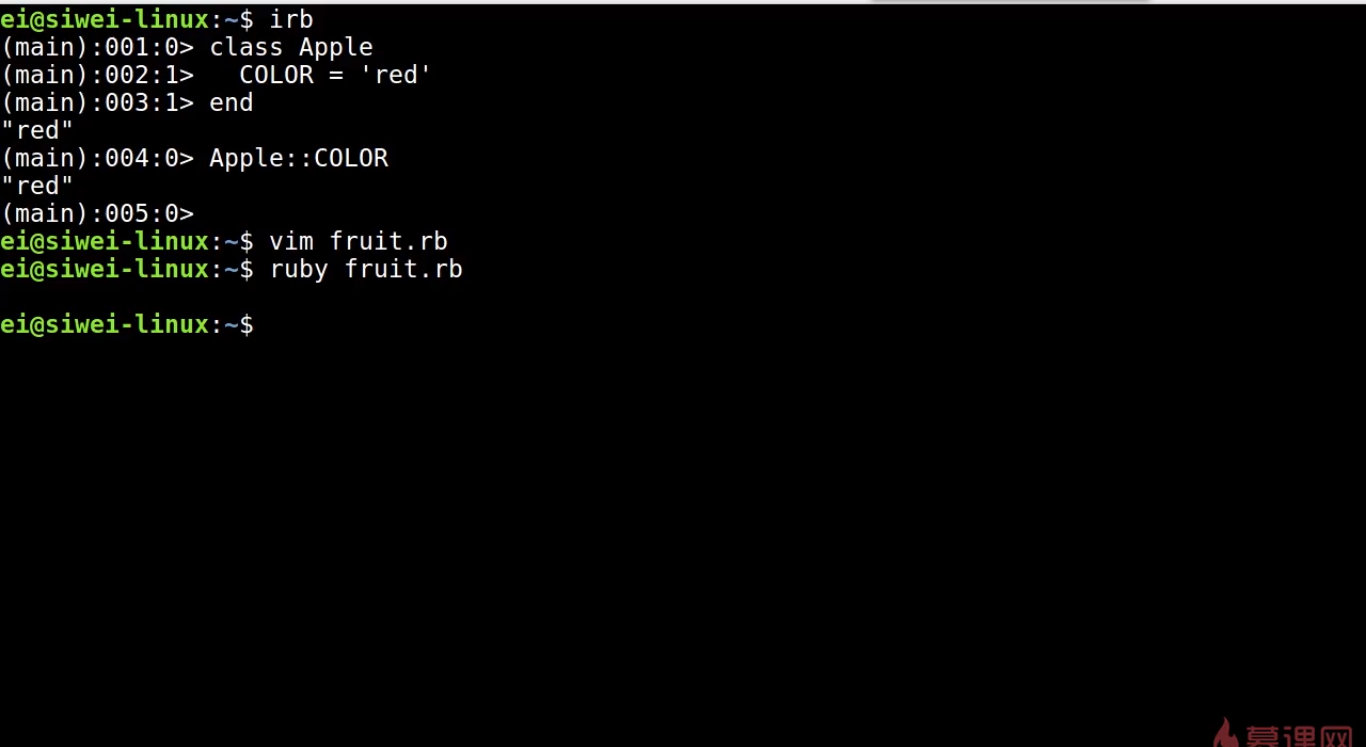 ei@siwei-linux:~$ irb
(main):001:0> class Apple
(main):002:1>   COLOR = 'red'
(main):003:1> end
"red"
(main):004:0> Apple::COLOR
"red"
(main):005:0>
ei@siwei-linux:~$ vim fruit.rb
ei@siwei-linux:~$ ruby fruit.rb
ei@siwei-linux:~$
慕课网